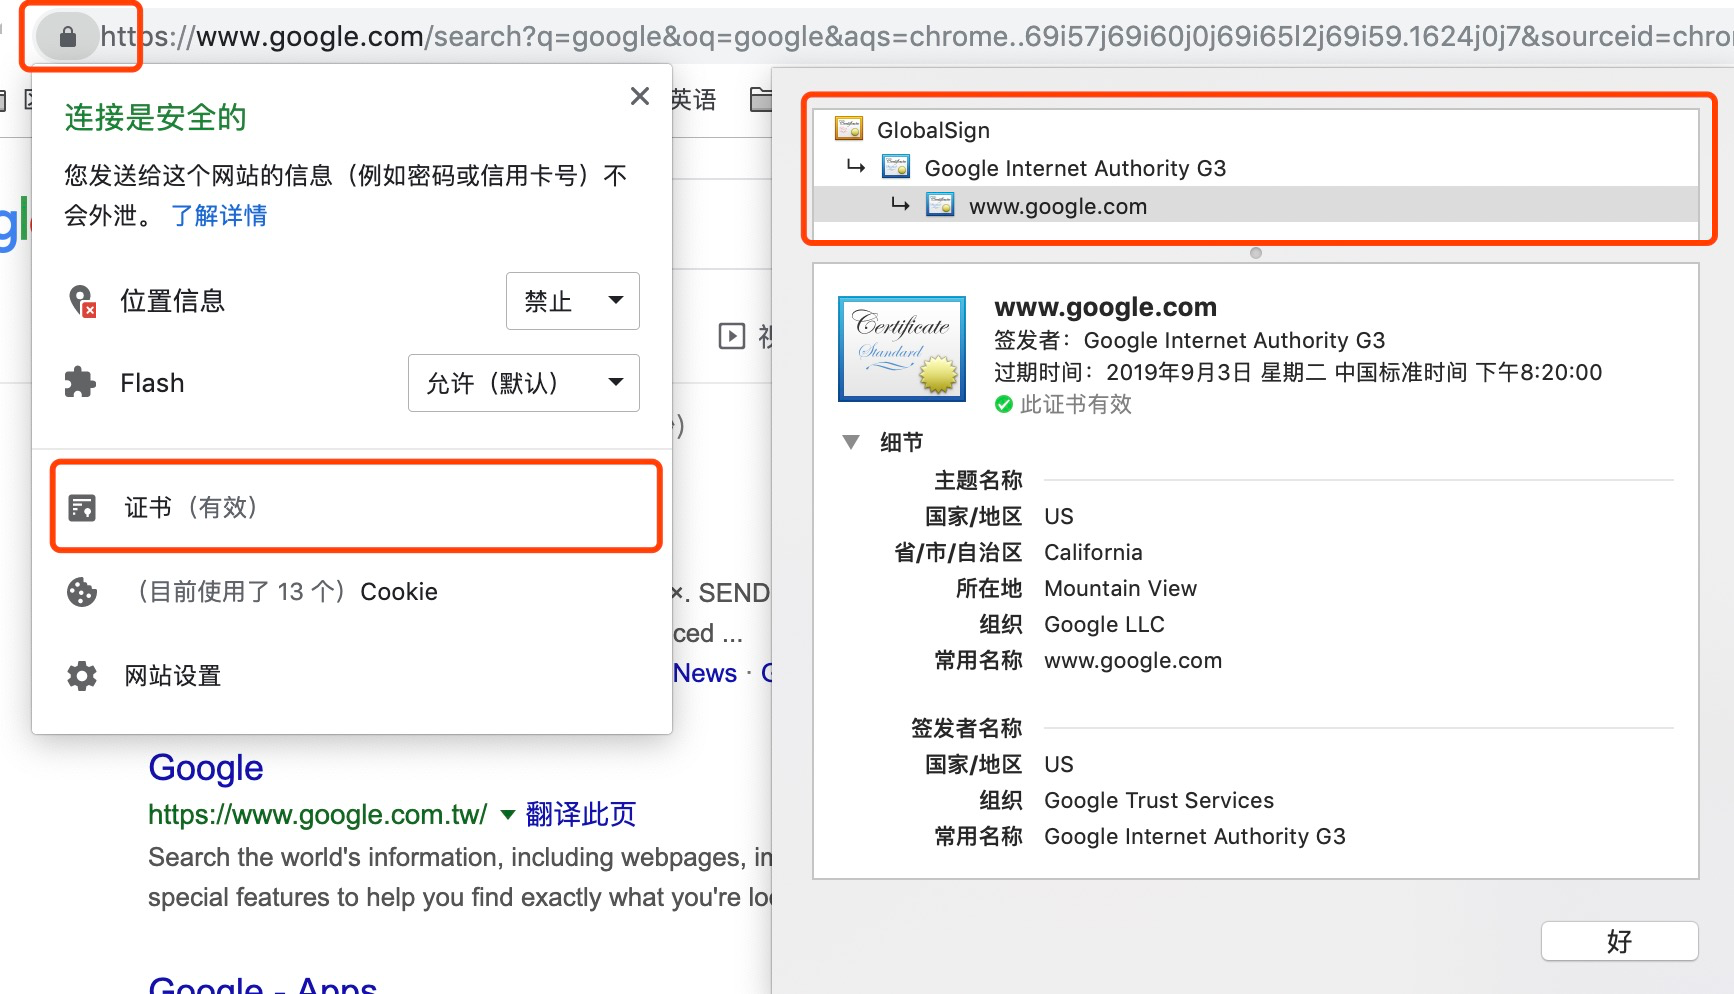 https://www.google.com/search?q=google&oq=google&aqs=chrome..69i57j69i60j0j69i65l2j69i59.1624j0j7&sourceid=chro
英语
连接是安全的
您发送给这个网站的信息（例如密码或信用卡号）不
会外泄。 了解详情
位置信息
禁止
Flash
允许（默认）
证书（有效）
（目前使用了 13 个）Cookie
网站设置
. SEND
ced ...
News ·
Google
https://www.google.com.tw/ 翻译此页
Search the world's information, including webpages, in
special features to help you find exactly what you're lo
Google - Apps
GlobalSign
Google Internet Authority G3
www.google.com
Certificate
Standard
www.google.com
签发者：Google Internet Authority G3
过期时间：2019年9月3日 星期二 中国标准时间 下午8:20:00
此证书有效
细节
主题名称
国家/地区 US
省/市/自治区 California
所在地 Mountain View
组织 Google LLC
常用名称 www.google.com
签发者名称
国家/地区 US
组织 Google Trust Services
常用名称 Google Internet Authority G3
好